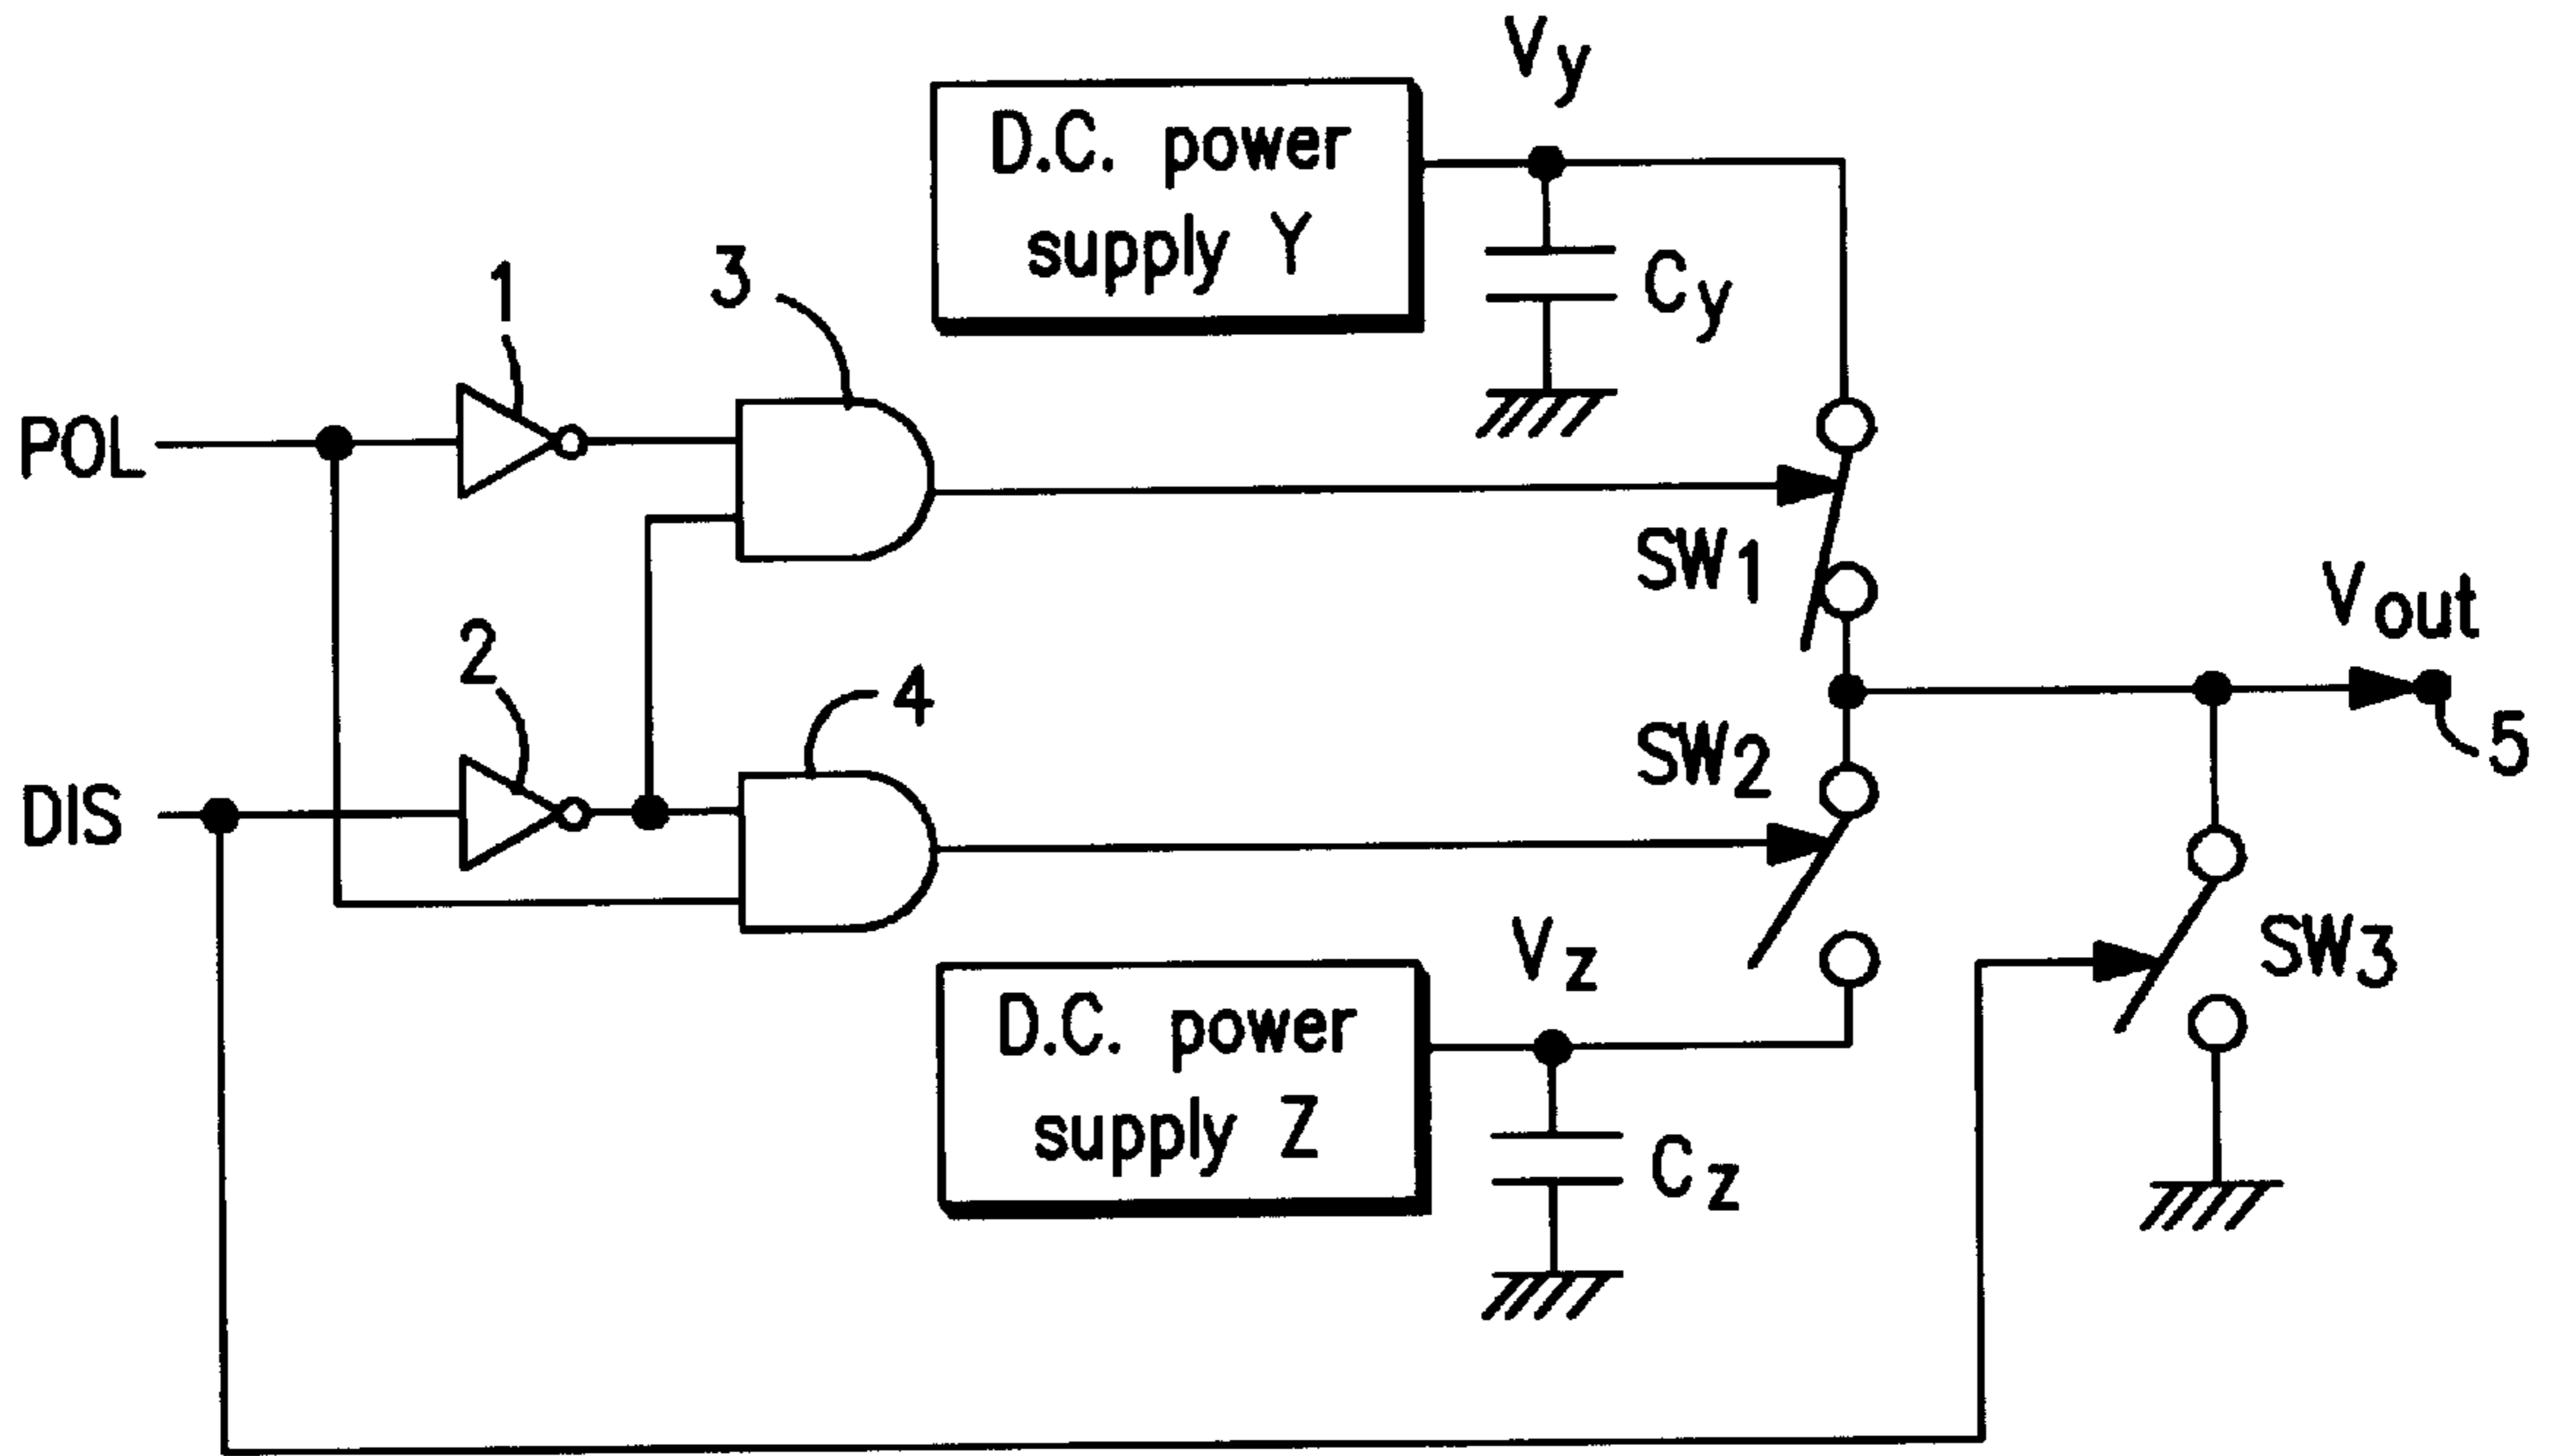 Vy
D.C. power
supply Y
Cy
3
1
POL
SW1
Vout
2
4
5
DIS
SW2
Vz
SW3
D.C. power
supply Z
Cz